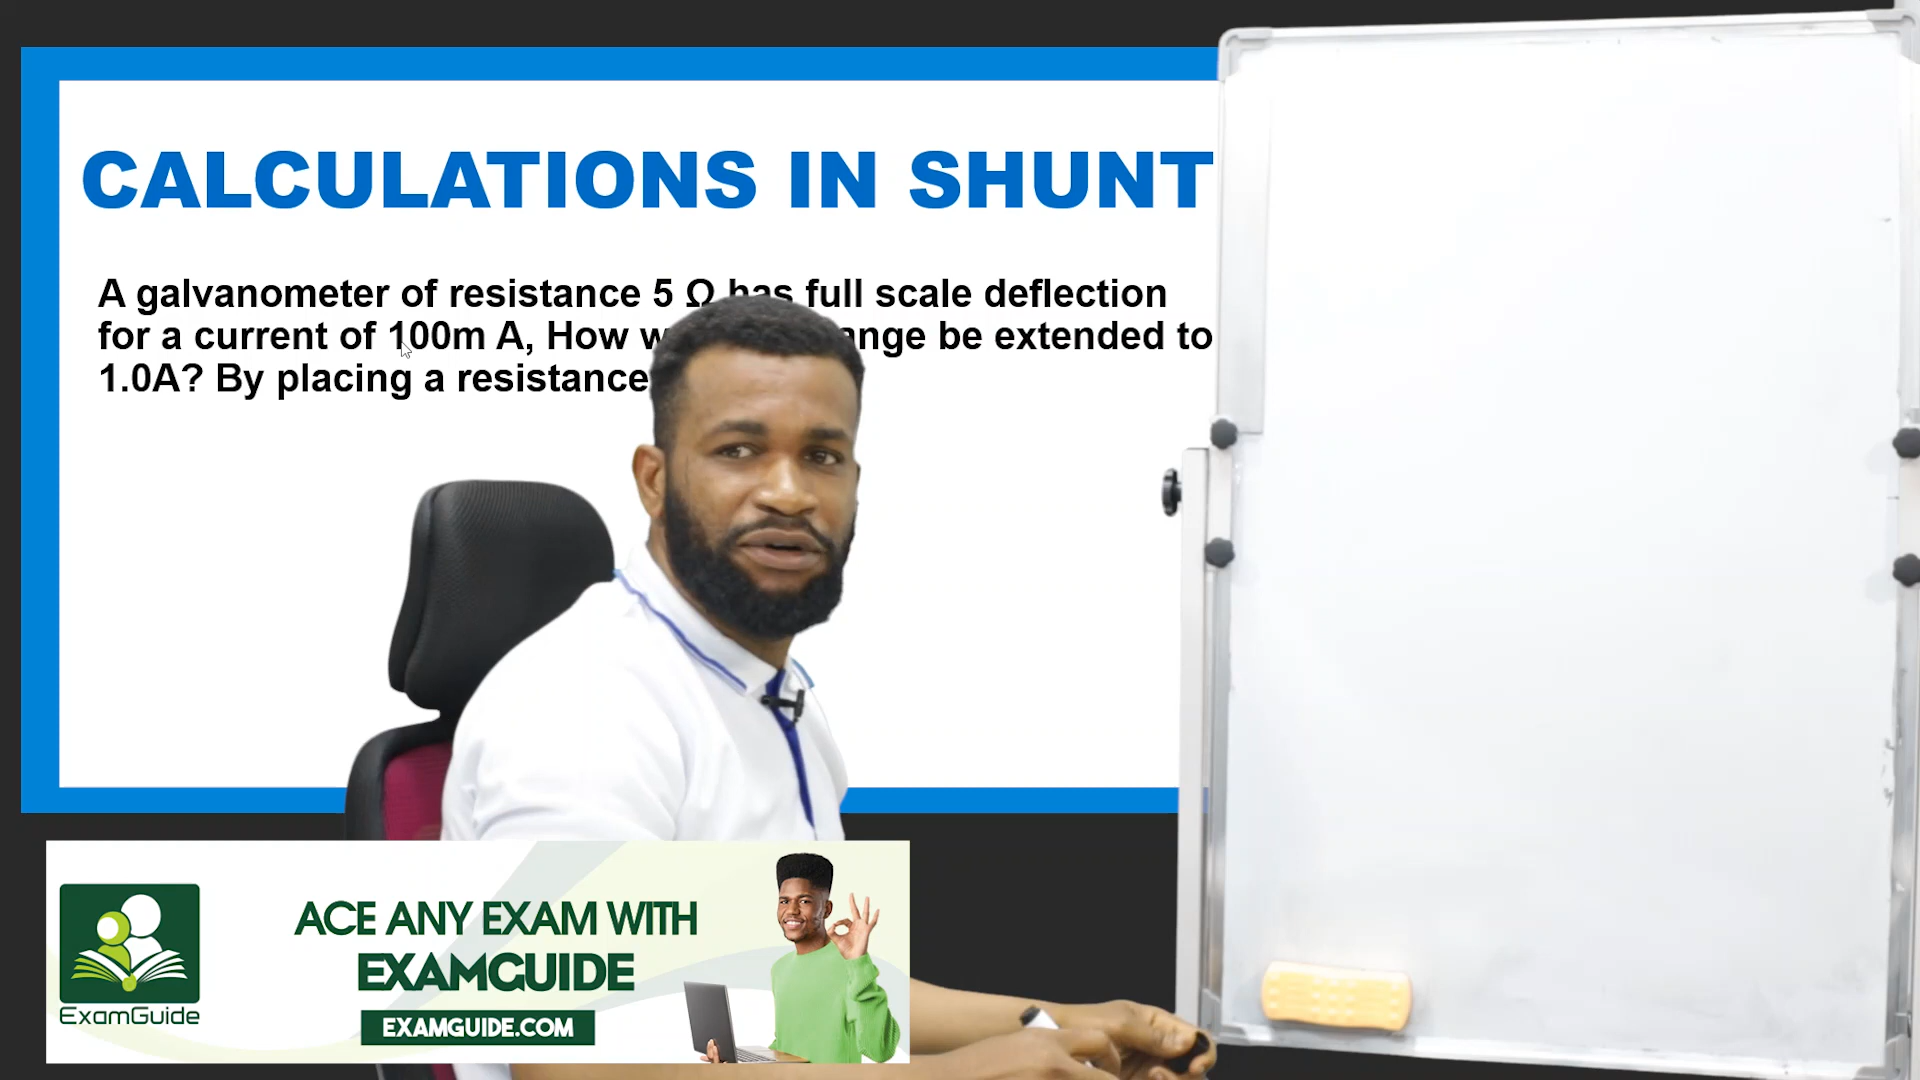 CALCULATIONS IN SHUNT
A galvanometer of resistance 5 Ω has full scale deflection
for a current of 100m A, How be extended to
1.0A? By placing a resistance
ACE ANY EXAM WITH
EXAMGUIDE
EXAMGUIDE.COM
ExamGuide